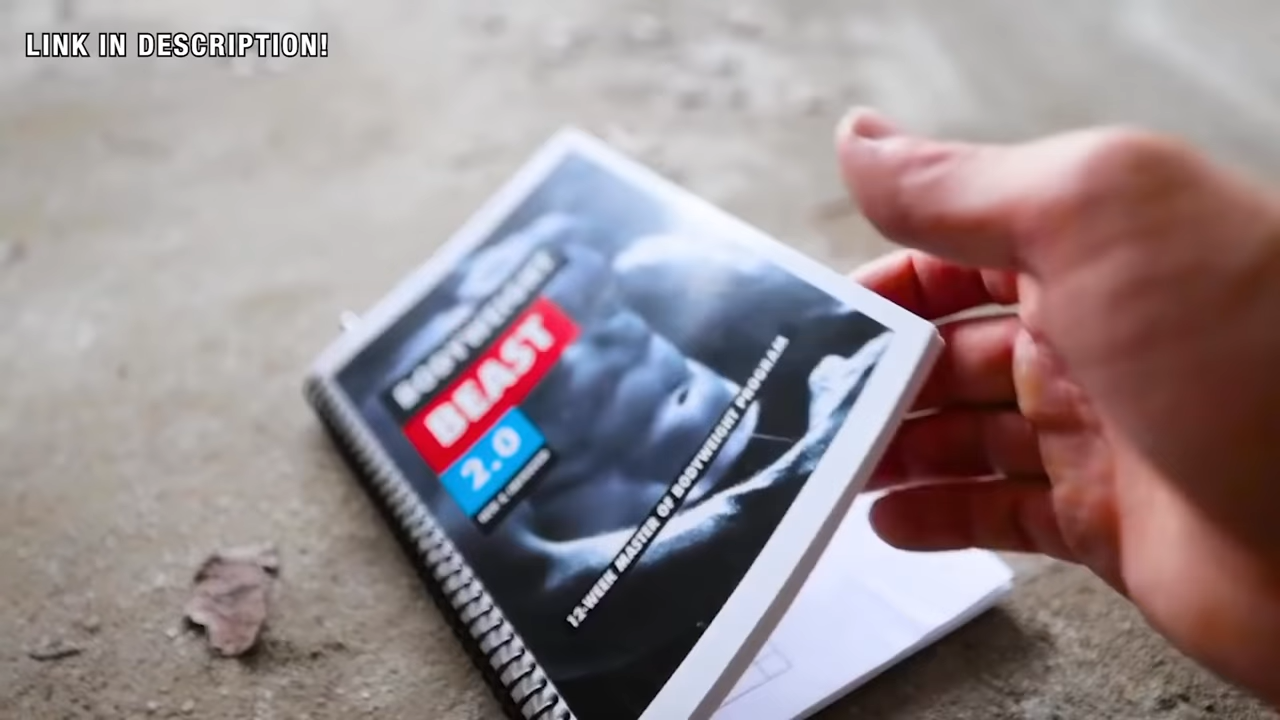 LINK IN DESCRIPTION!
BODYWEIGHT
BEAST
2.0
12-WEEK MASTER OF BODYWEIGHT PROGRAM